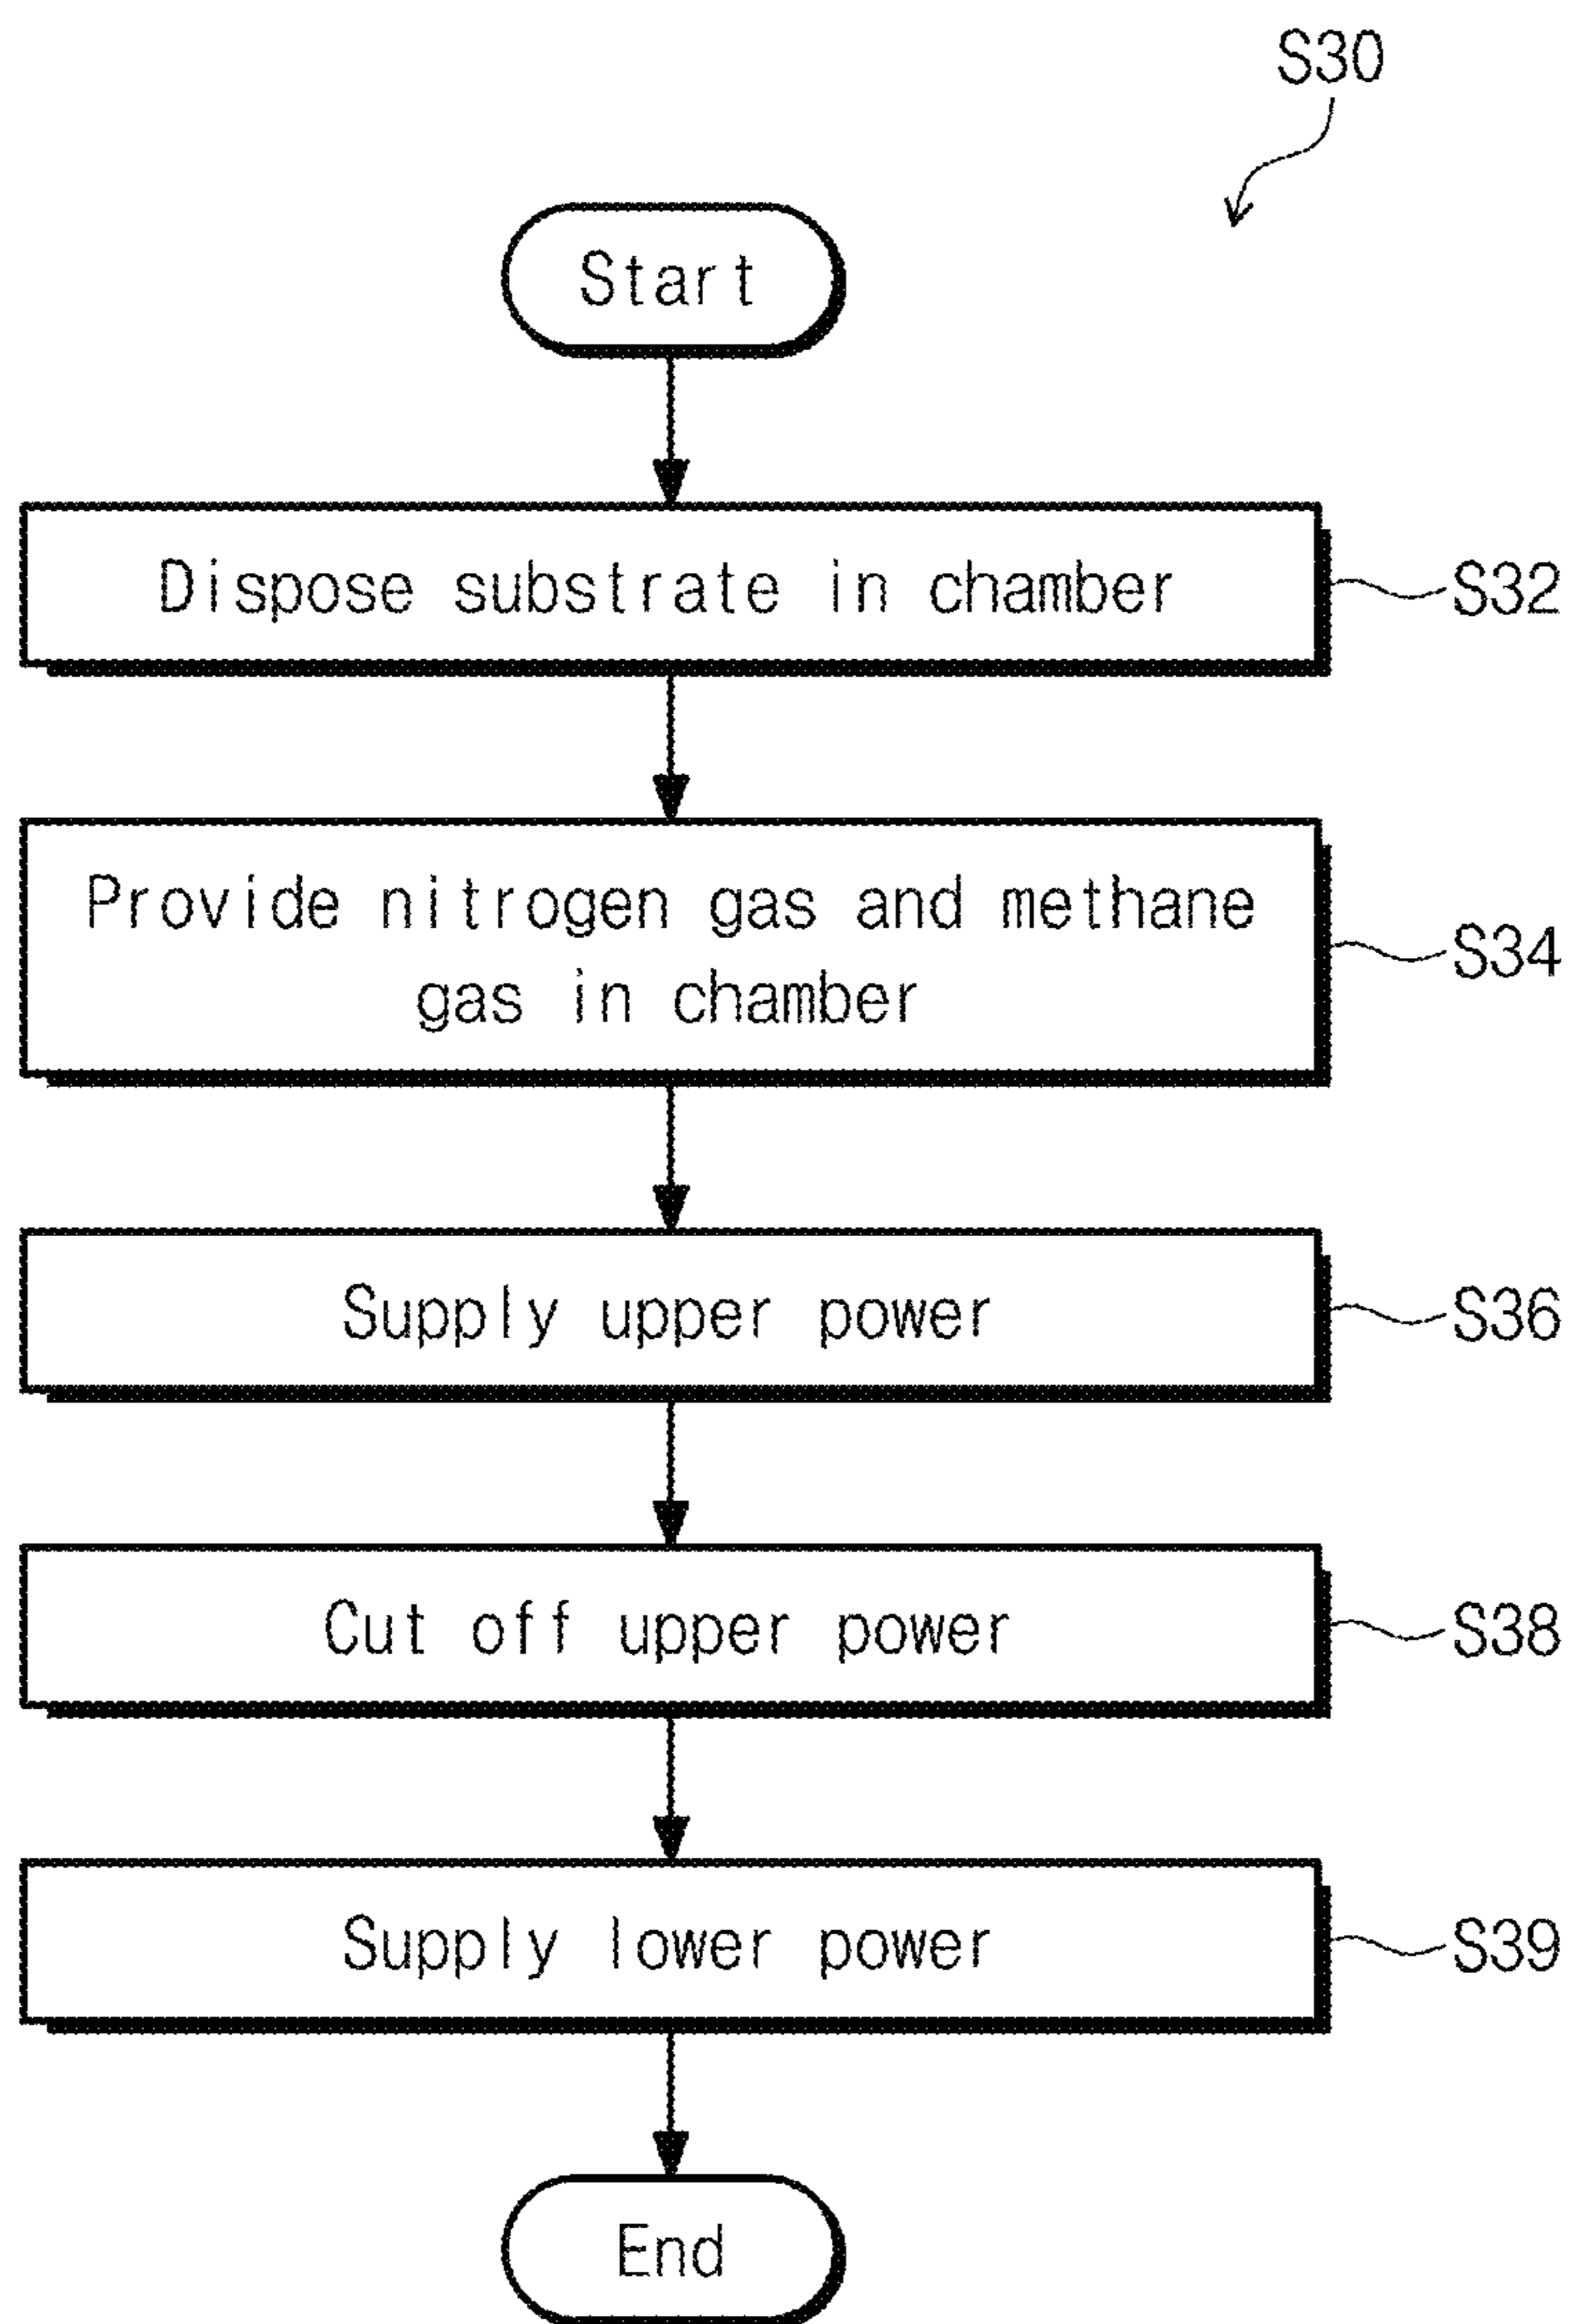 S30
Start
Dispose substrate in chamber
S32
Provide nitrogen gas and methane
gas in chamber
S34
Supply upper power
S36
Cut off upper power
S38
Supply lower power
S39
End